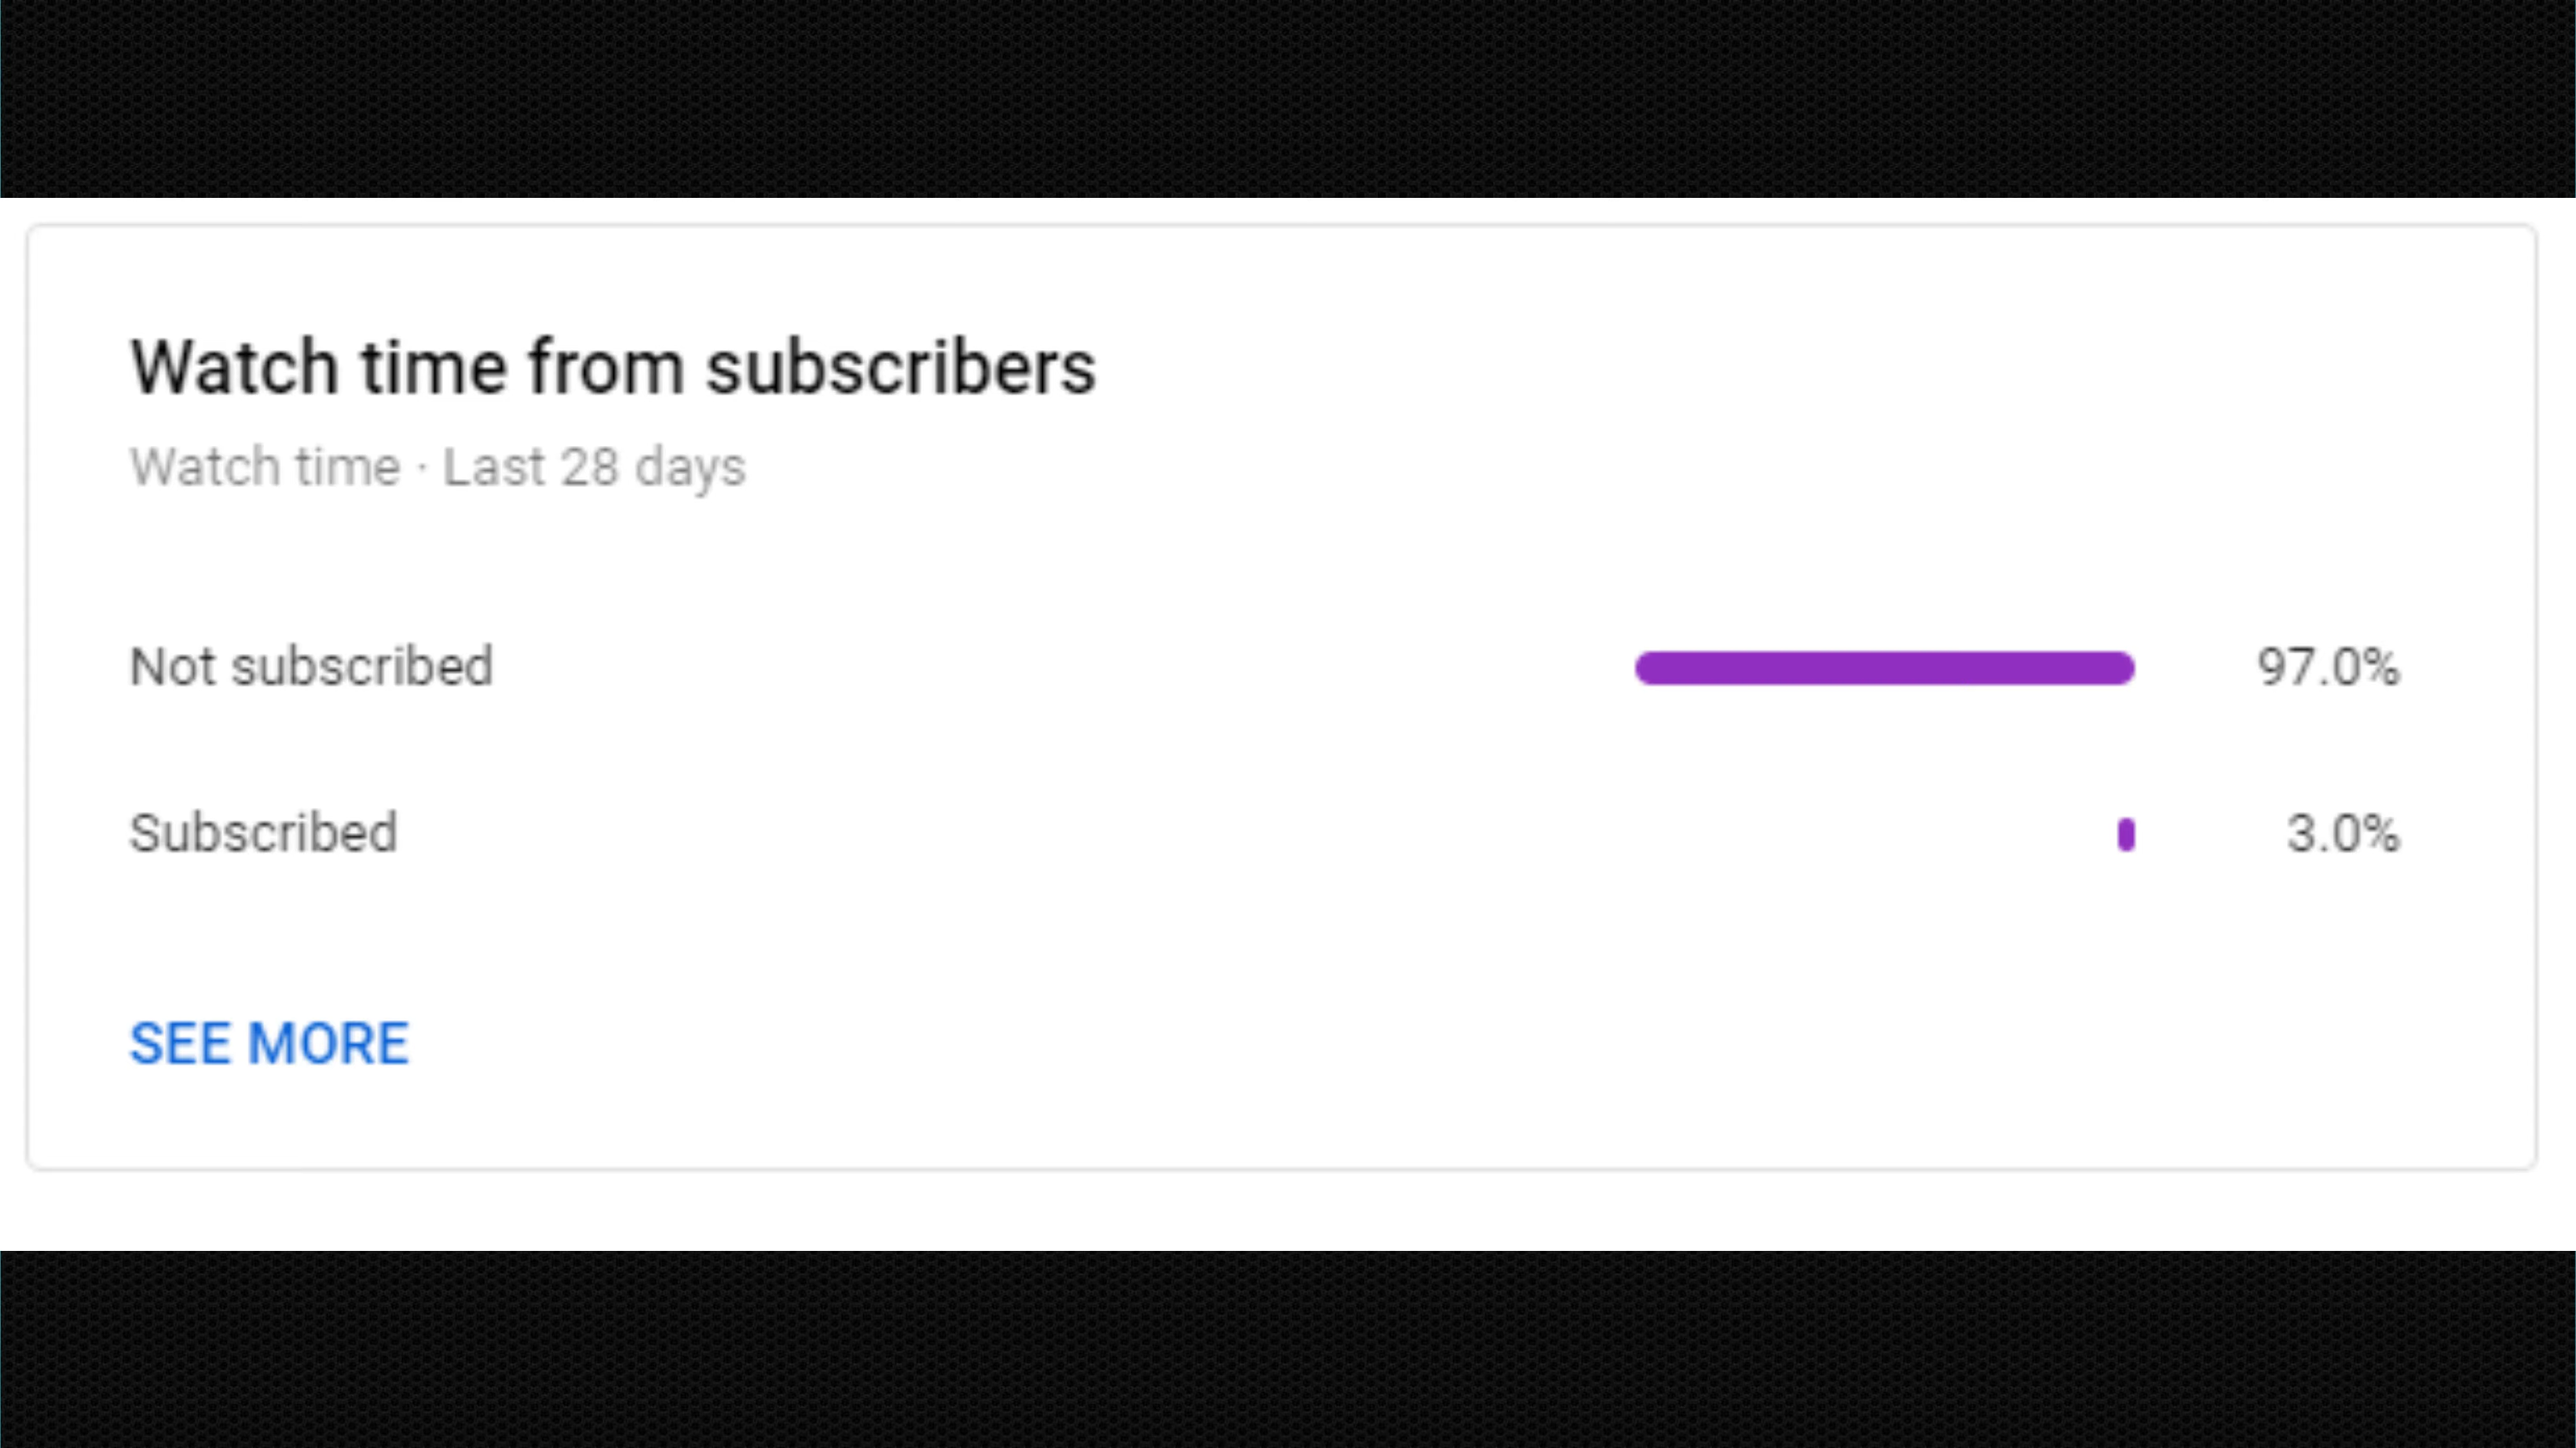 Watch time from subscribers
Watch time · Last 28 days
Not subscribed 97.0%
Subscribed 3.0%
SEE MORE